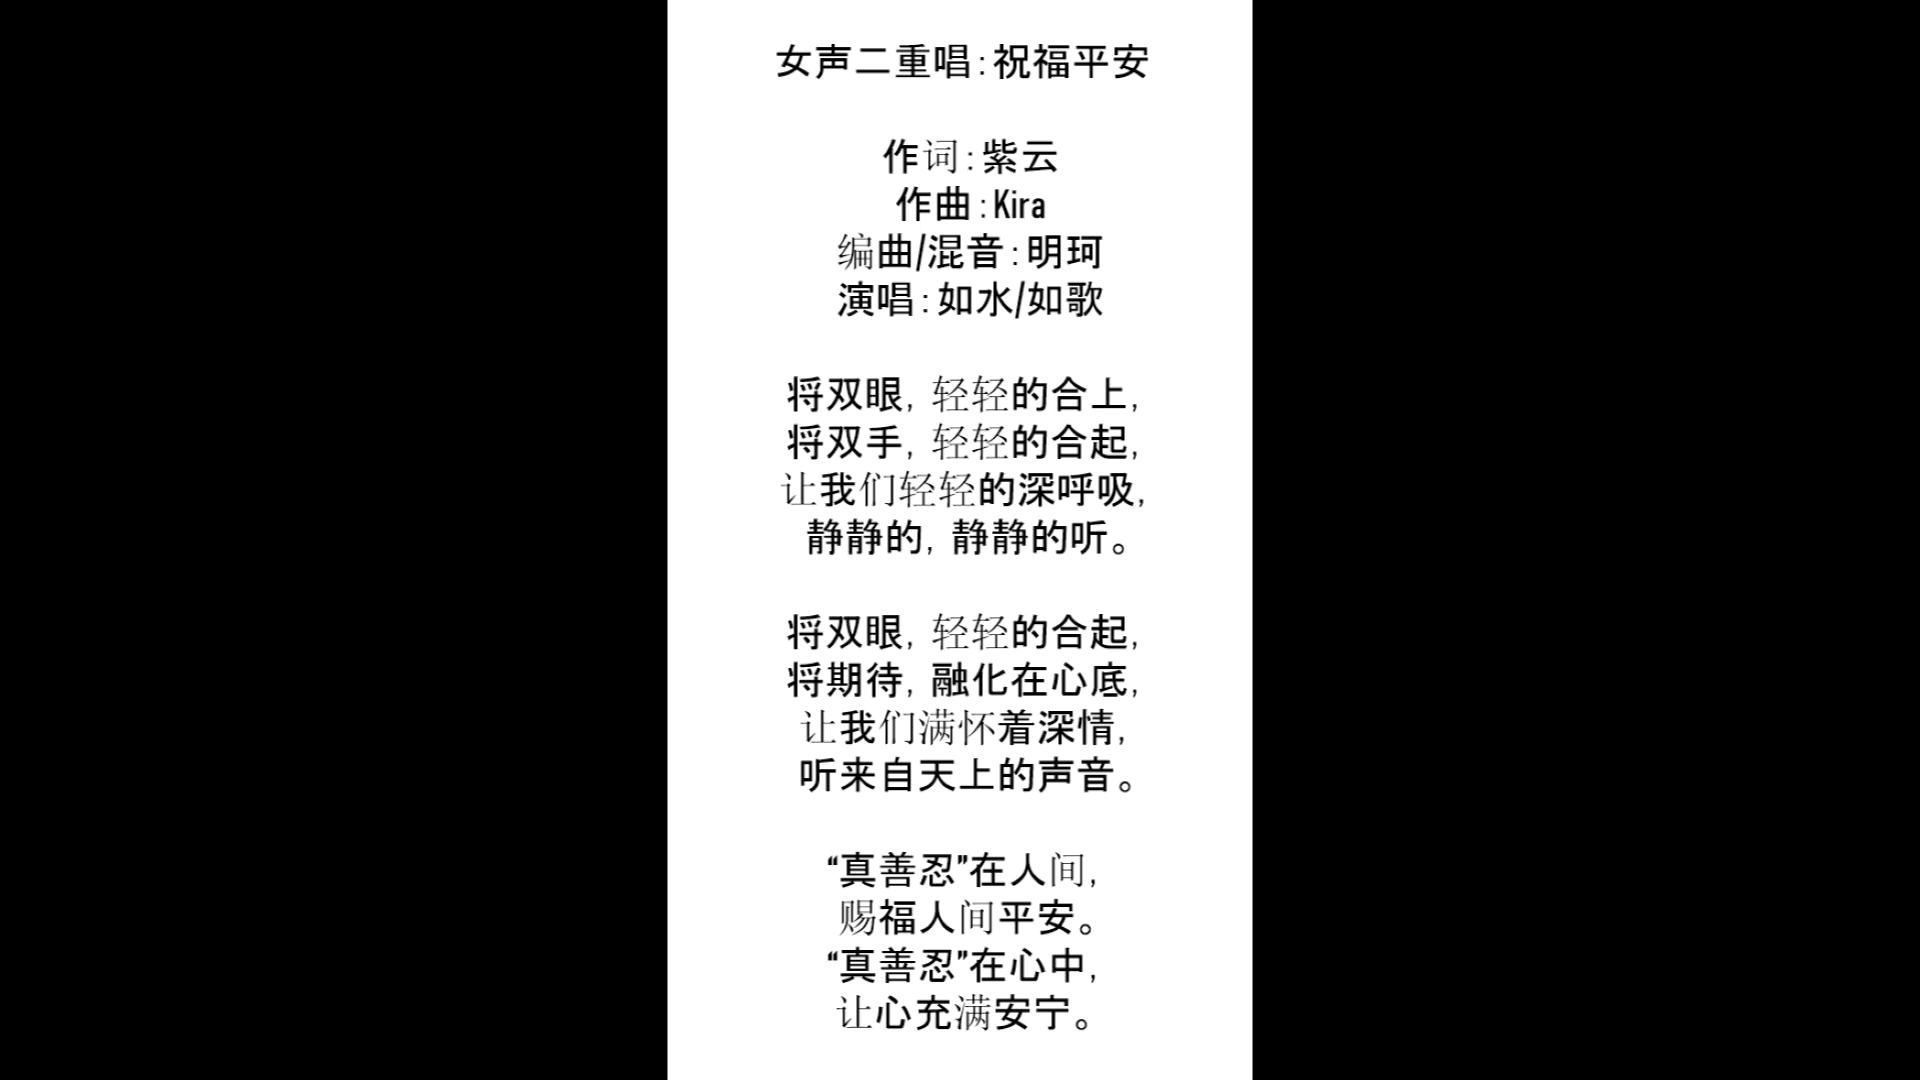 女声二重唱：祝福平安
作词：紫云
作曲：Kira
编曲/混音：明珂
演唱：如水/如歌
将双眼，轻轻的合上，
将双手，轻轻的合起，
让我们轻轻的深呼吸，
静静的，静静的听。
将双眼，轻轻的合起，
将期待，融化在心底，
让我们满怀着深情，
听来自天上的声音。
“真善忍”在人间，
赐福人间平安。
“真善忍”在心中，
让心充满安宁。